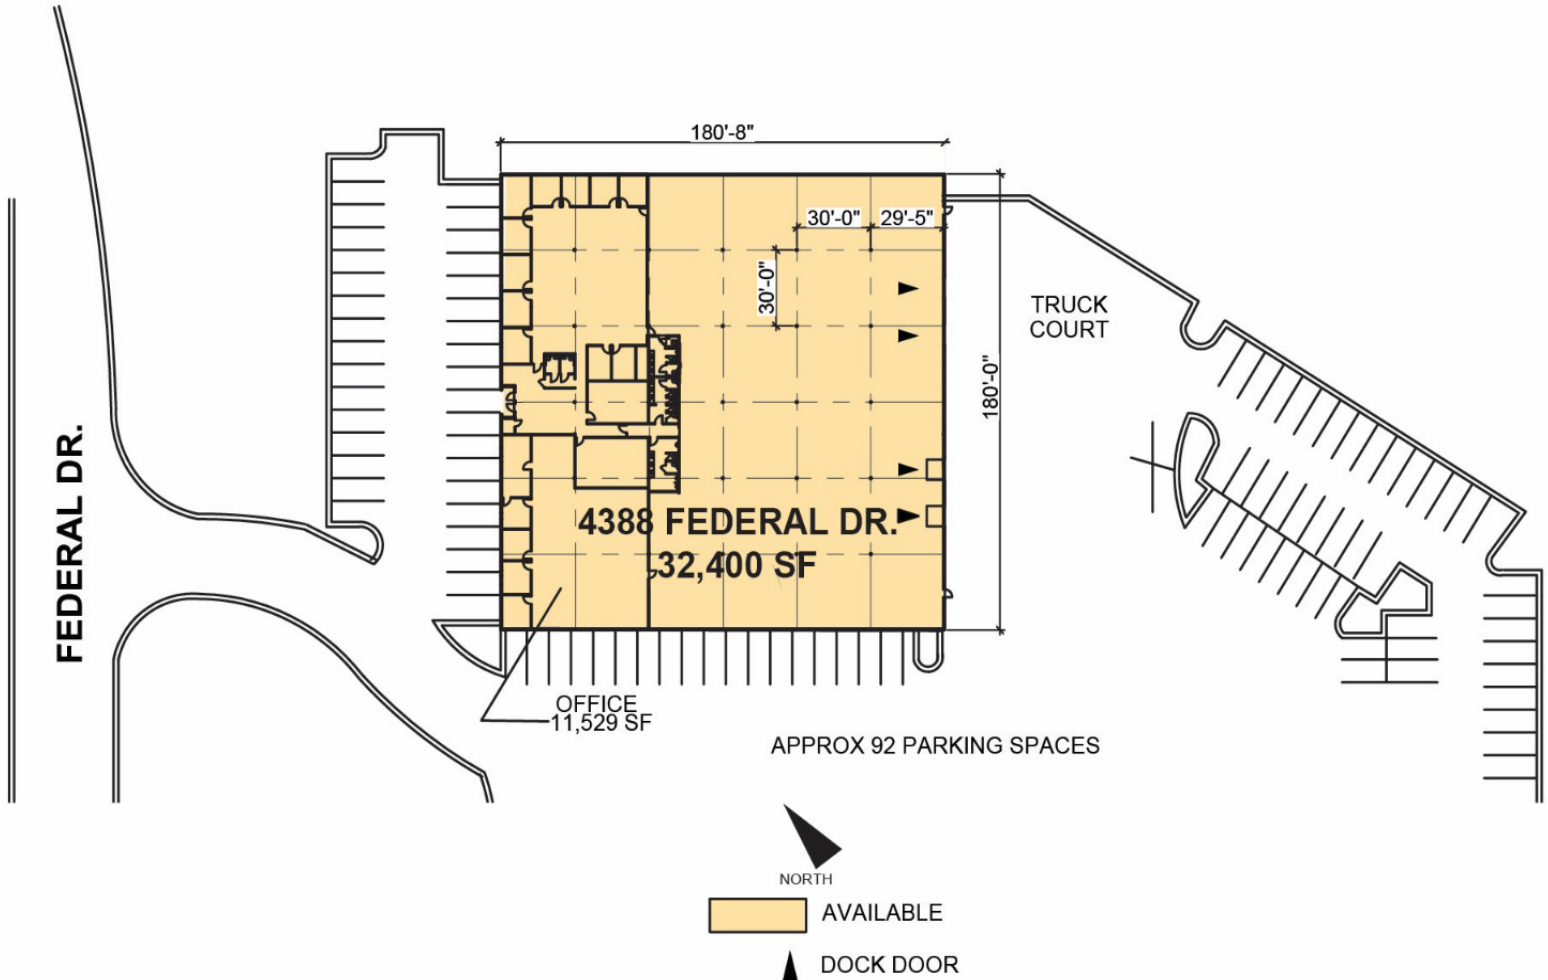 180'-8"
30'-0"
29'-5"
30'-0"
TRUCK
COURT
180'-0"
FEDERAL DR.
4388 FEDERAL DR.
32,400 SF
OFFICE
11,529 SF
APPROX 92 PARKING SPACES
NORTH
AVAILABLE
DOCK DOOR